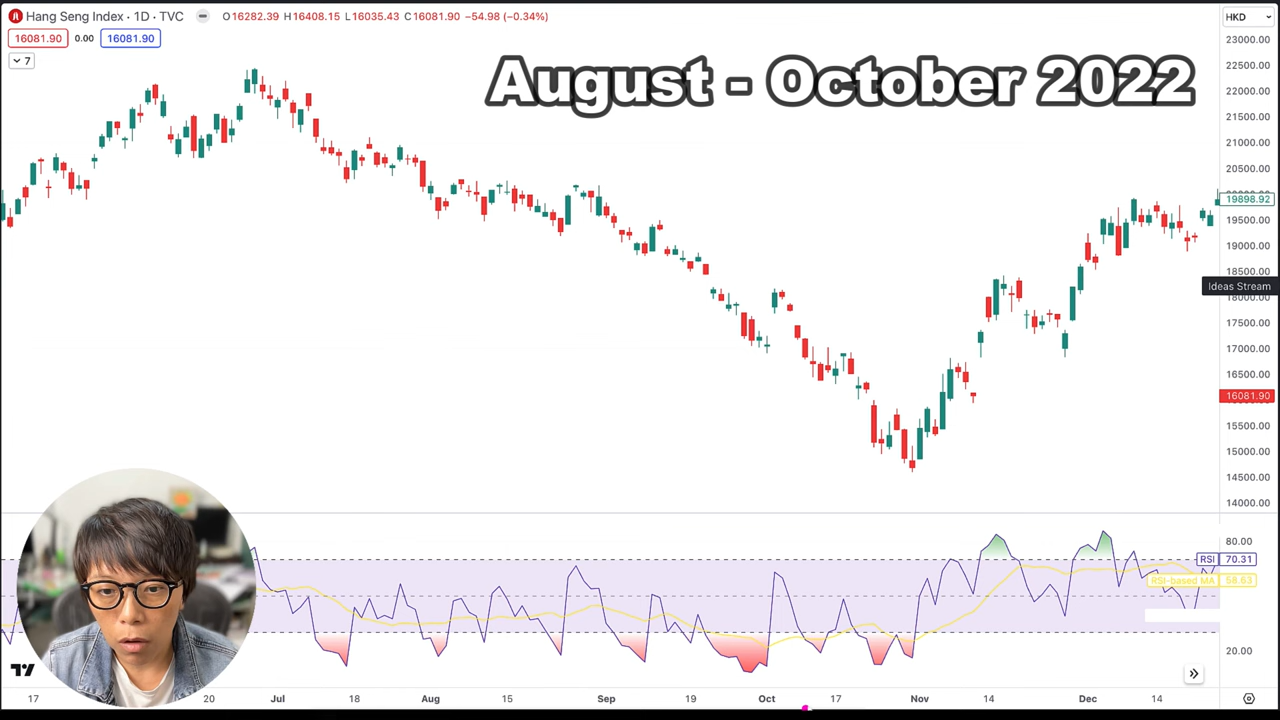 Hang Seng Index · 1D · TVC
O16282.39 H16408.15 L16035.43 C16081.90 −54.98 (−0.34%)
HKD
16081.90 0.00 16081.90
7
August - October 2022
23000.00
22500.00
22000.00
21500.00
21000.00
20500.00
19898.92
19500.00
19000.00
18500.00
Ideas Stream
18000.00
17500.00
17000.00
16500.00
16081.90
15500.00
15000.00
14500.00
14000.00
80.00
RSI 70.31
RSI-based MA 58.63
20.00
17 20 Jul 18 Aug 15 Sep 19 Oct 17 Nov 14 Dec 14